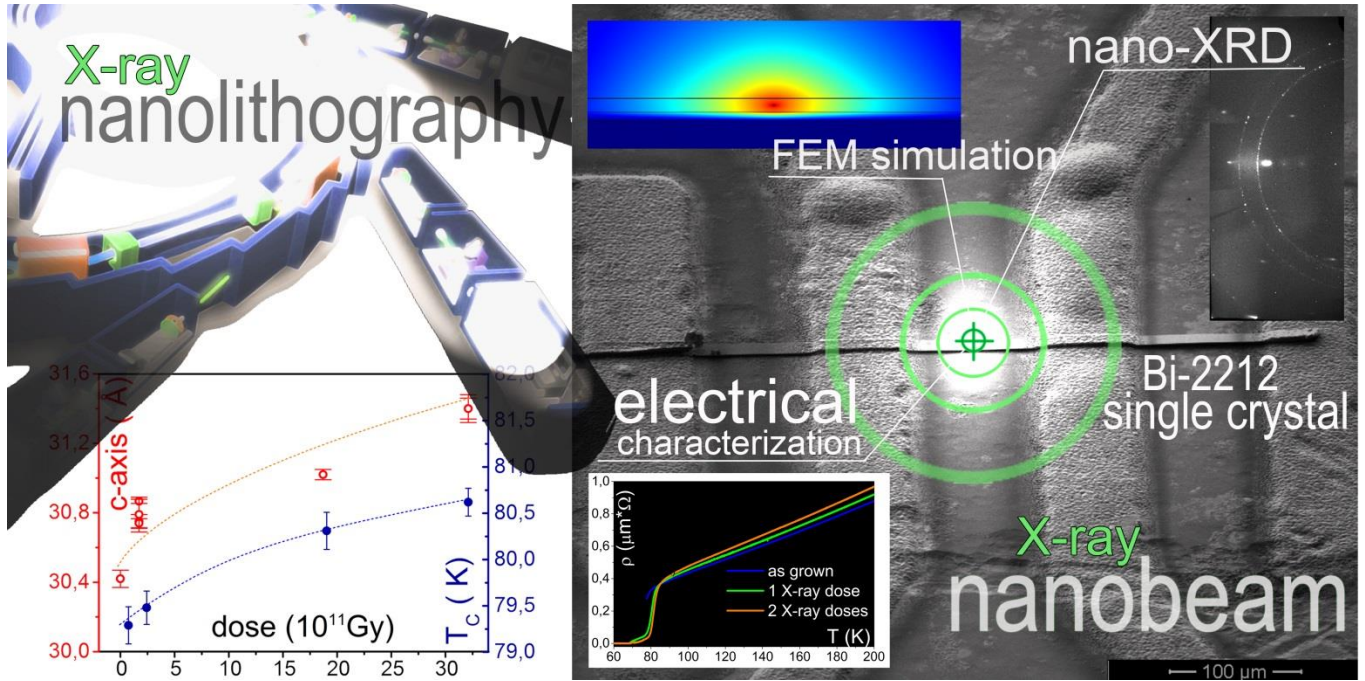 X-ray
nanolithography
31,6
31,2
30,8
30,4
30,0
c-axis (Å)
0
5
10
15
20
25
30
dose (10¹¹Gy)
82,0
81,5
81,0
80,5
80,0
79,5
79,0
T_C ( K)
nano-XRD
FEM simulation
electrical
characterization
Bi-2212
single crystal
1,0
0,8
0,6
0,4
0,2
0,0
ρ (μm*Ω)
as grown
1 X-ray dose
2 X-ray doses
T (K)
60
80
100
120
140
160
180
200
X-ray
nanobeam
100 µm